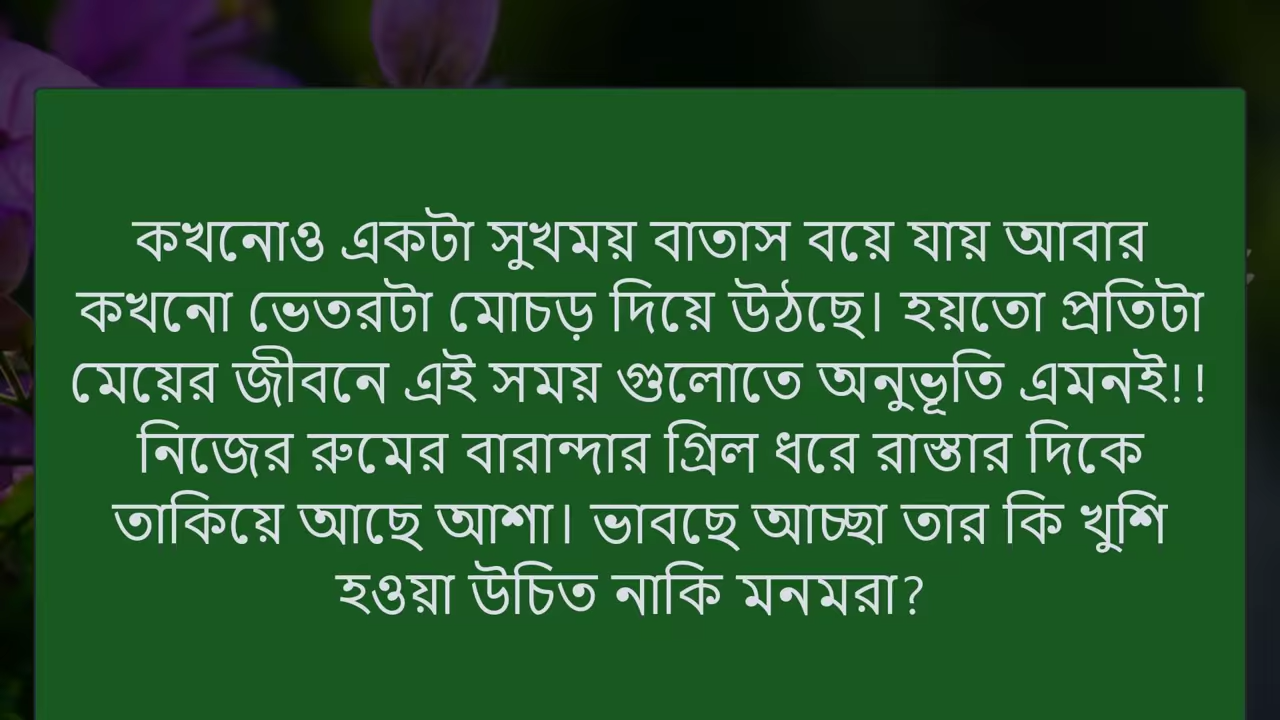 কখনোও একটা সুখময় বাতাস বয়ে যায় আবার
কখনো ভেতরটা মোচড় দিয়ে উঠছে। হয়তো প্রতিটা
মেয়ের জীবনে এই সময় গুলোতে অনুভূতি এমনই!!
নিজের রুমের বারান্দার গ্রিল ধরে রাস্তার দিকে
তাকিয়ে আছে আশা। ভাবছে আচ্ছা তার কি খুশি
হওয়া উচিত নাকি মনমরা?